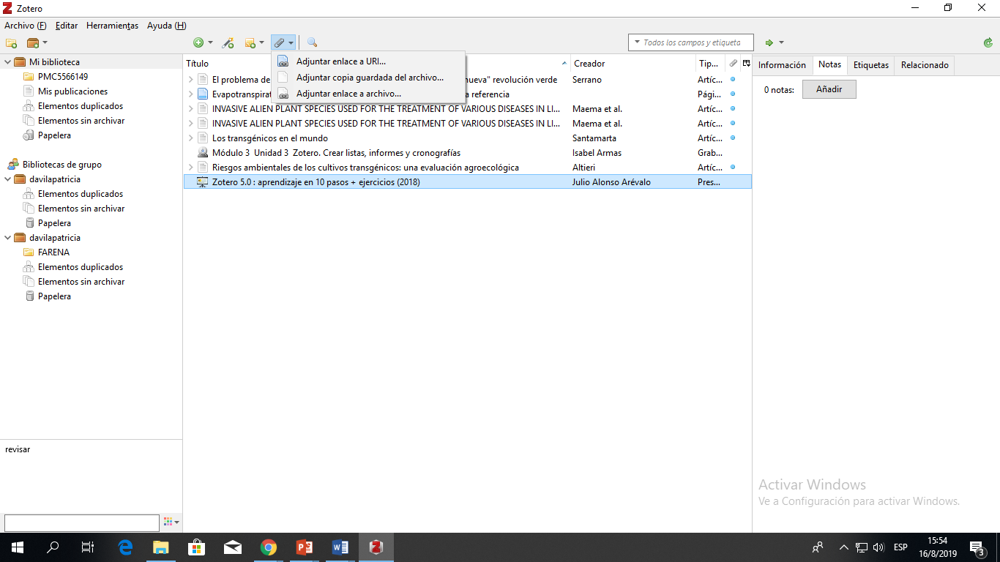 Zotero
Archivo (F) Editar Herramientas Ayuda (H)
Todos los campos y etiqueta
Mi biblioteca
PMC5566149
Mis publicaciones
Elementos duplicados
Elementos sin archivar
Papelera
Bibliotecas de grupo
davilapatricia
Elementos duplicados
Elementos sin archivar
Papelera
davilapatricia
FARENA
Elementos duplicados
Elementos sin archivar
Papelera
revisar
Adjuntar enlace a URI...
Adjuntar copia guardada del archivo...
Adjuntar enlace a archivo...
Título Creador Tip...
El problema de nueva" revolución verde Serrano Artíc...
Evapotranspirat a referencia Pági...
INVASIVE ALIEN PLANT SPECIES USED FOR THE TREATMENT OF VARIOUS DISEASES IN LI... Maema et al. Artíc...
INVASIVE ALIEN PLANT SPECIES USED FOR THE TREATMENT OF VARIOUS DISEASES IN LI... Maema et al. Artíc...
Los transgénicos en el mundo Santamarta Artíc...
Módulo 3 Unidad 3 Zotero. Crear listas, informes y cronografías Isabel Armas Grab...
Riesgos ambientales de los cultivos transgénicos: una evaluación agroecológica Altieri Artíc...
Zotero 5.0 : aprendizaje en 10 pasos + ejercicios (2018) Julio Alonso Arévalo Pres...
Información Notas Etiquetas Relacionado
0 notas: Añadir
Activar Windows
Ve a Configuración para activar Windows.
ESP
15:54
16/8/2019
3